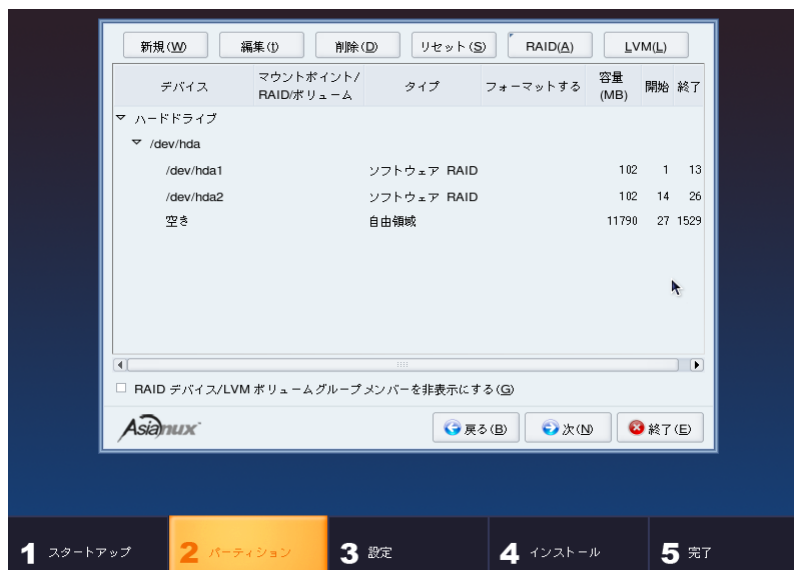 新規(W) 編集(t) 削除(D) リセット(S) RAID(A) LVM(L)
デバイス マウントポイント/RAID/ボリューム タイプ フォーマットする 容量(MB) 開始 終了
ハードドライブ
/dev/hda
/dev/hda1 ソフトウェア RAID 102 1 13
/dev/hda2 ソフトウェア RAID 102 14 26
空き 自由領域 11790 27 1529
RAID デバイス/LVM ボリュームグループメンバーを非表示にする(G)
Asianux 戻る(B) 次(N) 終了(E)
1 スタートアップ 2 パーティション 3 設定 4 インストール 5 完了